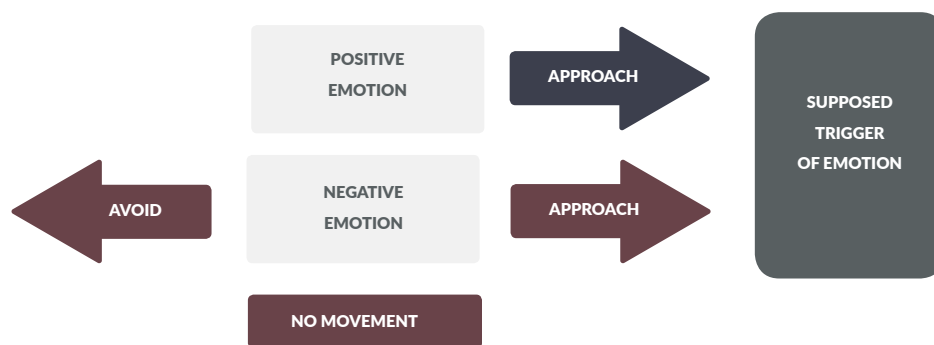 POSITIVE
EMOTION
APPROACH
SUPPOSED
TRIGGER
OF EMOTION
AVOID
NEGATIVE
EMOTION
APPROACH
NO MOVEMENT